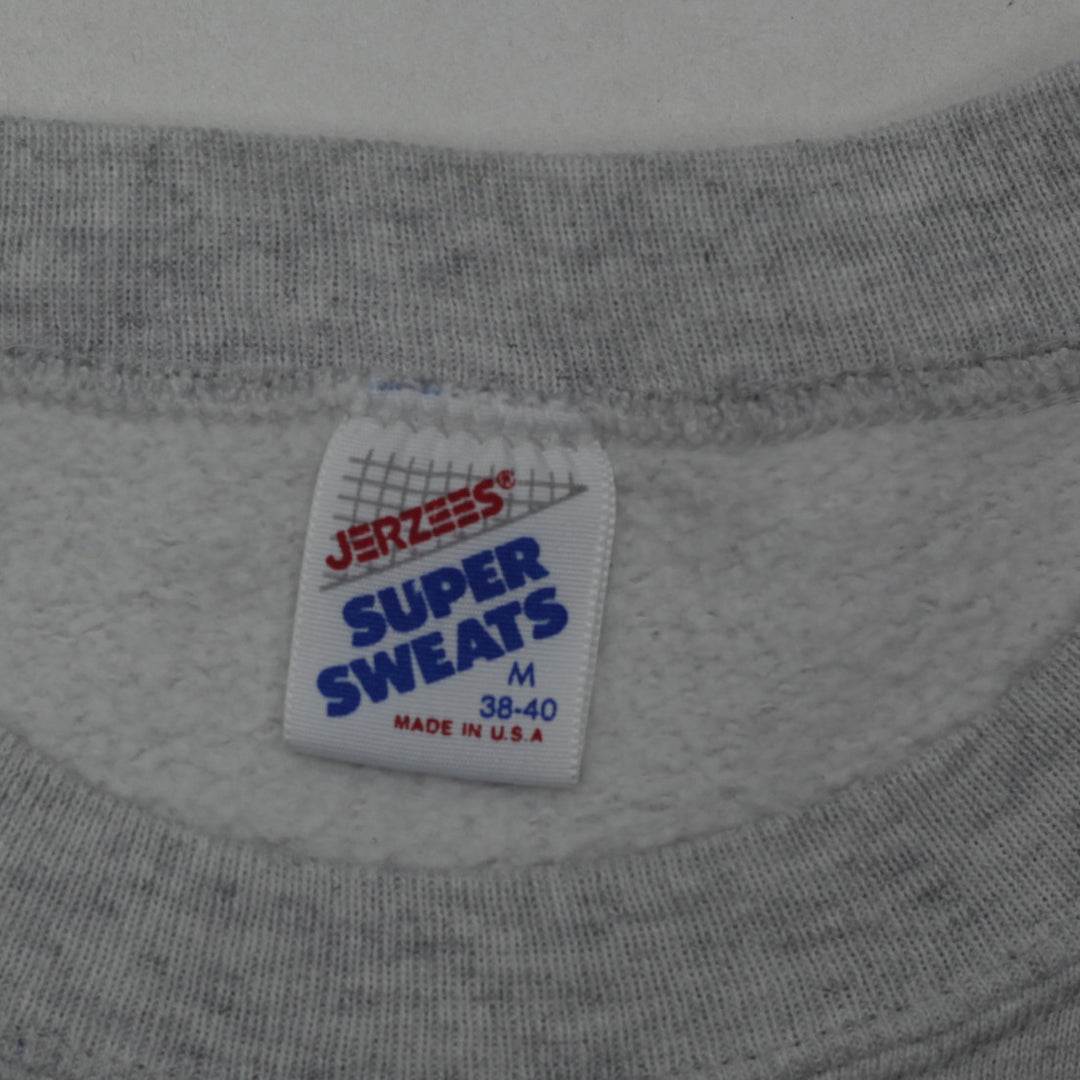 JERZEES®
SUPER
SWEATS
M
38-40
MADE IN U.S.A